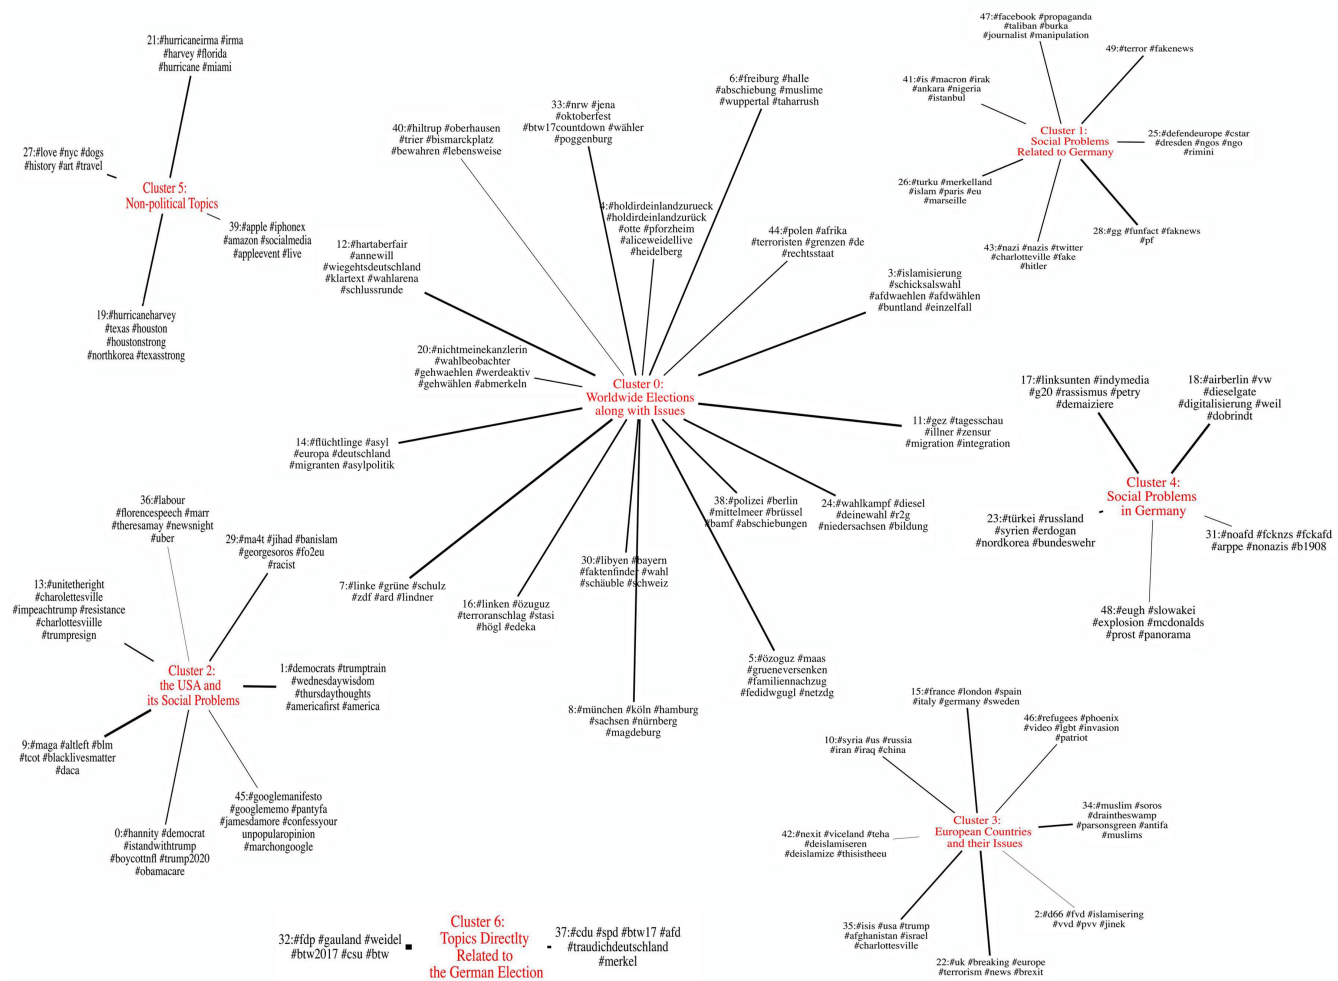 21:#hurricaneirma #irma
#harvey #florida
#hurricane #miami
27:#love #nyc #dogs
#history #art #travel
Cluster 5:
Non-political Topics
39:#apple #iphonex
#amazon #socialmedia
#appleevent #live
19:#hurricaneharvey
#texas #houston
#houstonstrong
#northkorea #texasstrong
40:#hiltrup #oberhausen
#trier #bismarckplatz
#bewahren #lebensweise
33:#nrw #jena
#oktoberfest
#btw17countdown #wähler
#poggenburg
6:#freiburg #halle
#abschiebung #muslime
#wuppertal #taharrush
4:#holdirdeinlandzurueck
#holdirdeinlandzurück
#otte #pforzheim
#aliceweidellive
#heidelberg
44:#polen #afrika
#terroristen #grenzen #de
#rechtsstaat
12:#hartaberfair
#annewill
#wiegehtsdeutschland
#klartext #wahlarena
#schlussrunde
3:#islamisierung
#schicksalswahl
#afdwaehlen #afdwählen
#buntland #einzelfall
20:#nichtmeinekanzlerin
#wahlbeobachter
#gehwaehlen #werdeaktiv
#gehwählen #abmerkeln
Cluster 0:
Worldwide Elections
along with Issues
11:#gez #tagesschau
#illner #zensur
#migration #integration
14:#flüchtlinge #asyl
#europa #deutschland
#migranten #asylpolitik
38:#polizei #berlin
#mittelmeer #brüssel
#bamf #abschiebungen
24:#wahlkampf #diesel
#deinewahl #r2g
#niedersachsen #bildung
30:#libyen #bayern
#faktenfinder #wahl
#schäuble #schweiz
7:#linke #grüne #schulz
#zdf #ard #lindner
16:#linken #özuguz
#terroranschlag #stasi
#högl #edeka
5:#özoguz #maas
#grueneversenken
#familiennachzug
#fedidwgugl #netzdg
8:#münchen #köln #hamburg
#sachsen #nürnberg
#magdeburg
47:#facebook #propaganda
#taliban #burka
#journalist #manipulation
49:#terror #fakenews
41:#is #macron #irak
#ankara #nigeria
#istanbul
Cluster 1:
Social Problems
Related to Germany
25:#defendeurope #cstar
#dresden #ngos #ngo
#rimini
26:#turku #merkelland
#islam #paris #eu
#marseille
43:#nazi #nazis #twitter
#charlotteville #fake
#hitler
28:#gg #funfact #faknews
#pf
17:#linksunten #indymedia
#g20 #rassismus #petry
#demaiziere
18:#airberlin #vw
#dieselgate
#digitalisierung #weil
#dobrindt
Cluster 4:
Social Problems
in Germany
23:#türkei #russland
#syrien #erdogan
#nordkorea #bundeswehr
31:#noafd #fcknzs #fckafd
#arppe #nonazis #b1908
48:#eugh #slowakei
#explosion #mcdonalds
#prost #panorama
36:#labour
#florencespeech #marr
#theresamay #newsnight
#uber
29:#ma4t #jihad #banislam
#georgesoros #fo2eu
#racist
13:#unitetheright
#charolettesville
#impeachtrump #resistance
#charlottesviille
#trumpresign
Cluster 2:
the USA and
its Social Problems
1:#democrats #trumptrain
#wednesdaywisdom
#thursdaythoughts
#americafirst #america
9:#maga #altleft #blm
#tcot #blacklivesmatter
#daca
0:#hannity #democrat
#istandwithtrump
#boycottnfl #trump2020
#obamacare
45:#googlemanifesto
#googlememo #pantyfa
#jamesdamore #confessyour
unpopularopinion
#marchongoogle
15:#france #london #spain
#italy #germany #sweden
46:#refugees #phoenix
#video #lgbt #invasion
#patriot
10:#syria #us #russia
#iran #iraq #china
34:#muslim #soros
#draintheswamp
#parsonsgreen #antifa
#muslims
Cluster 3:
European Countries
and their Issues
42:#nexit #viceland #teha
#deislamiseren
#deislamize #thisistheeu
35:#isis #usa #trump
#afghanistan #israel
#charlottesville
2:#d66 #fvd #islamisering
#vvd #pvv #jinek
22:#uk #breaking #europe
#terrorism #news #brexit
32:#fdp #gauland #weidel
#btw2017 #csu #btw
Cluster 6:
Topics Directlty
Related to
the German Election
37:#cdu #spd #btw17 #afd
#traudichdeutschland
#merkel